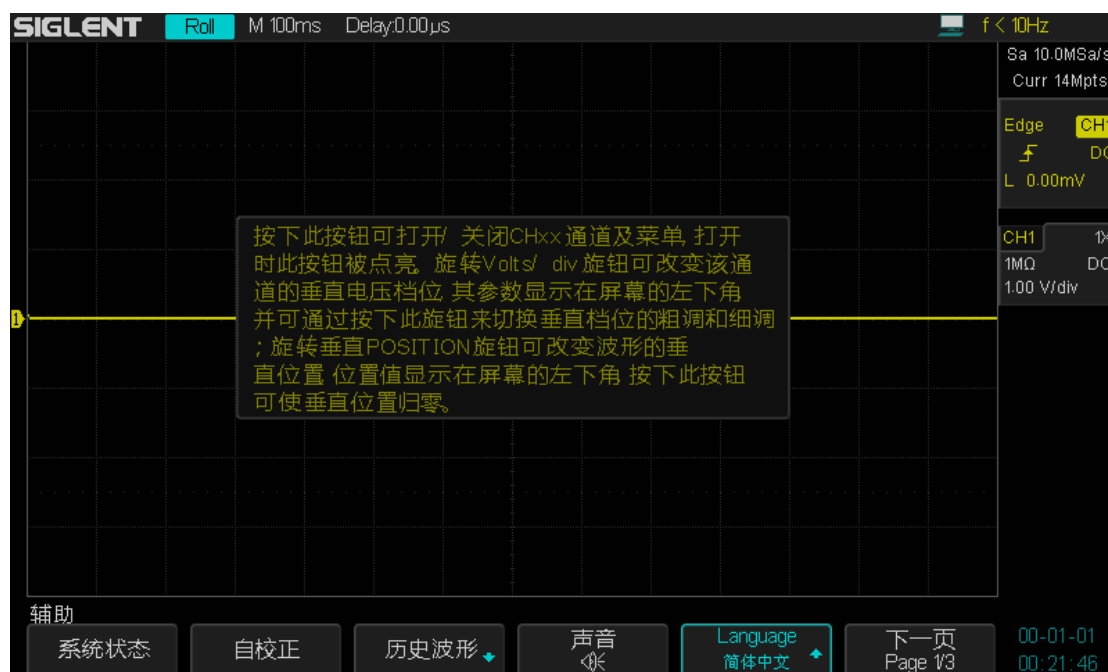 SIGLENT Roll M 100ms Delay:0.00μs f < 10Hz
Sa 10.0MSa/s
Curr 14Mpts
Edge CH1
DC
L 0.00mV
CH1 1X
1MΩ DC
1.00 V/div
按下此按钮可打开/ 关闭CHxx通道及菜单, 打开
时此按钮被点亮。旋转Volts/ div 旋钮可改变该通
道的垂直电压档位, 其参数显示在屏幕的左下角
1
并可通过按下此旋钮来切换垂直档位的粗调和细调
; 旋转垂直POSITION旋钮可改变波形的垂
直位置, 位置值显示在屏幕的左下角, 按下此按钮
可使垂直位置归零。
辅助
系统状态 自校正 历史波形 声音 Language 简体中文 下一页 Page 1/3
00-01-01
00:21:46